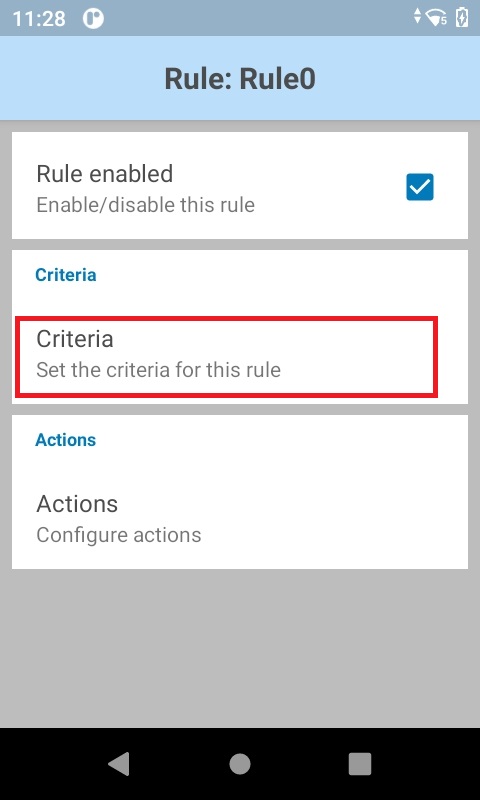 11:28
5
Rule: Rule0
Rule enabled
Enable/disable this rule
Criteria
Criteria
Set the criteria for this rule
Actions
Actions
Configure actions